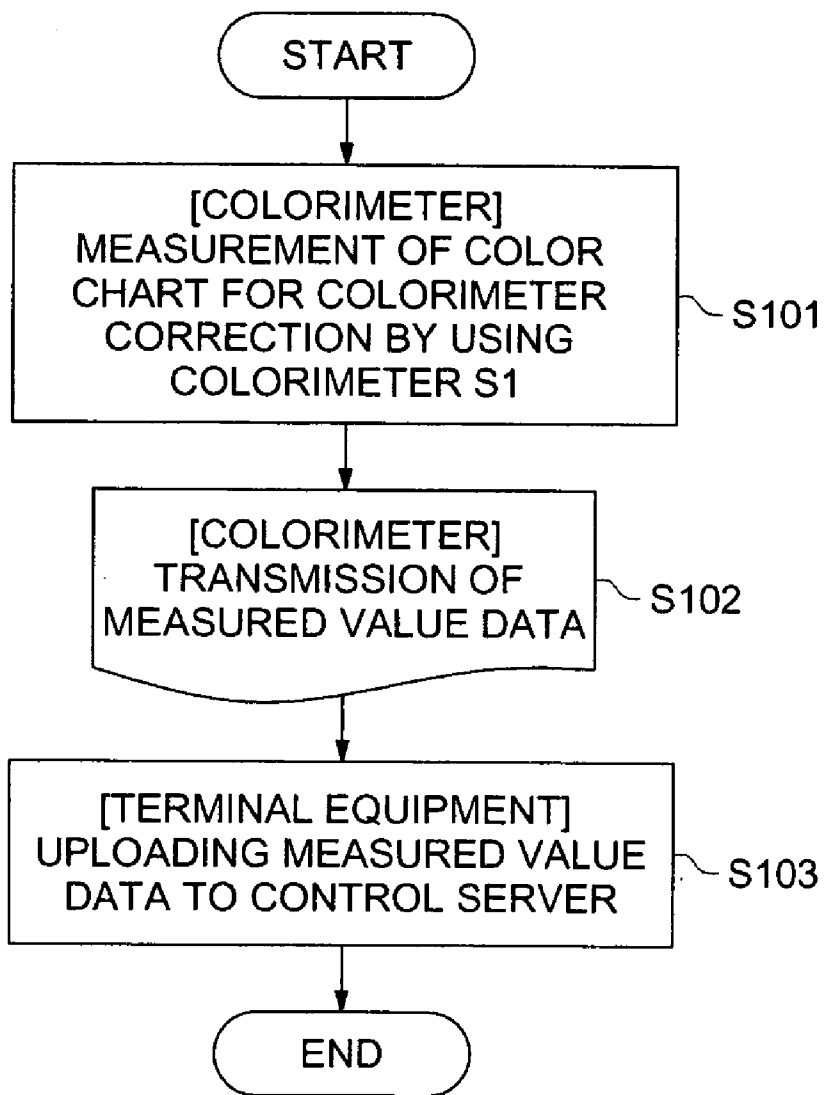 START
[COLORIMETER]
MEASUREMENT OF COLOR
CHART FOR COLORIMETER
CORRECTION BY USING
COLORIMETER S1
S101
[COLORIMETER]
TRANSMISSION OF
MEASURED VALUE DATA
S102
[TERMINAL EQUIPMENT]
UPLOADING MEASURED VALUE
DATA TO CONTROL SERVER
S103
END